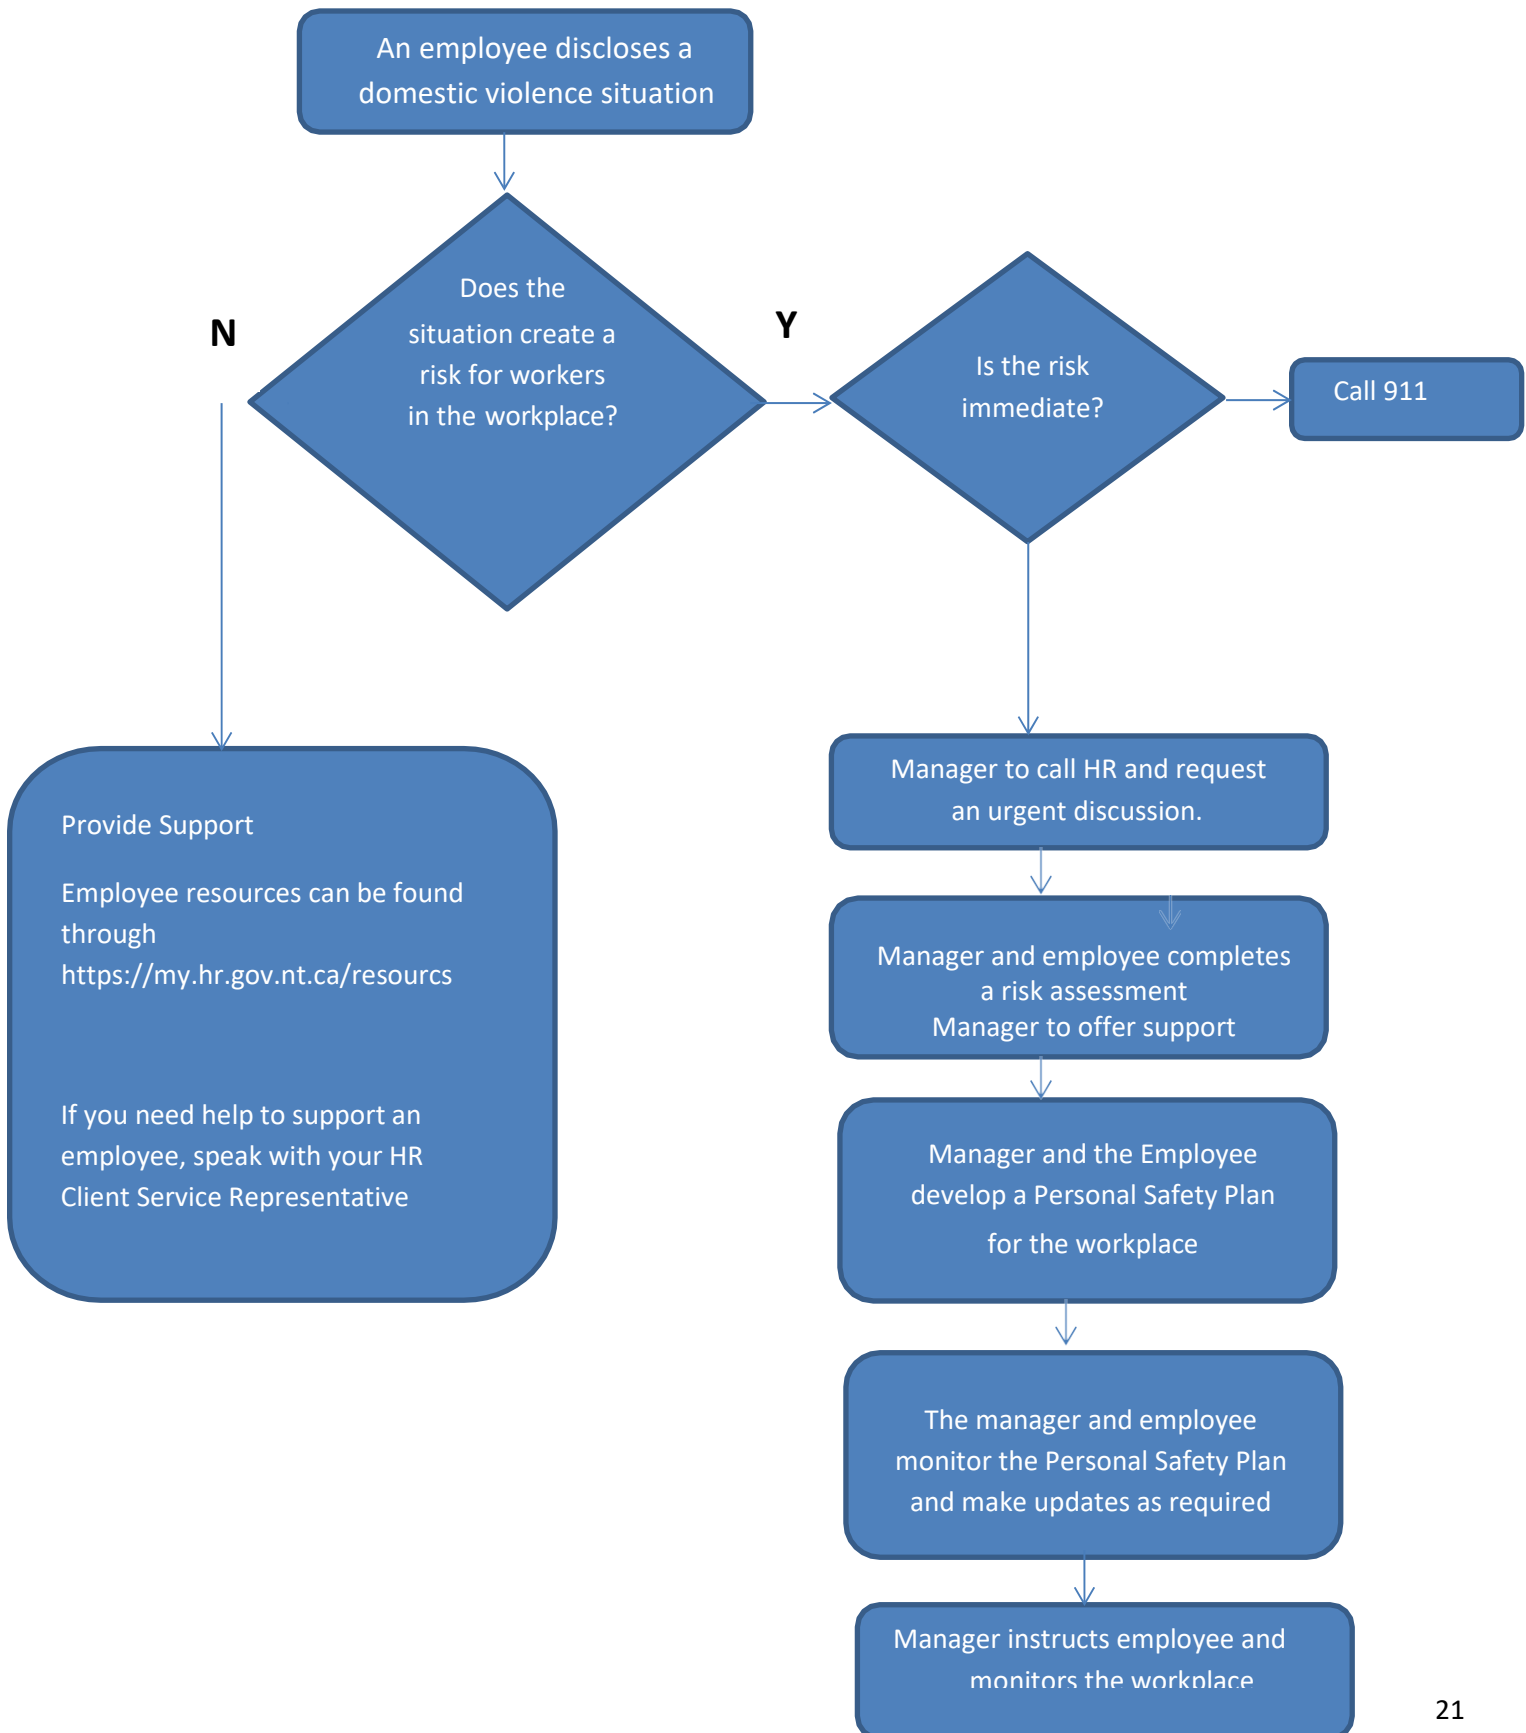 An employee discloses a
domestic violence situation
Does the
situation create a
risk for workers
in the workplace?
N
Y
Is the risk
immediate?
Call 911
Provide Support
Employee resources can be found
through
https://my.hr.gov.nt.ca/resourcs
If you need help to support an
employee, speak with your HR
Client Service Representative
Manager to call HR and request
an urgent discussion.
Manager and employee completes
a risk assessment
Manager to offer support
Manager and the Employee
develop a Personal Safety Plan
for the workplace
The manager and employee
monitor the Personal Safety Plan
and make updates as required
Manager instructs employee and
monitors the workplace
21